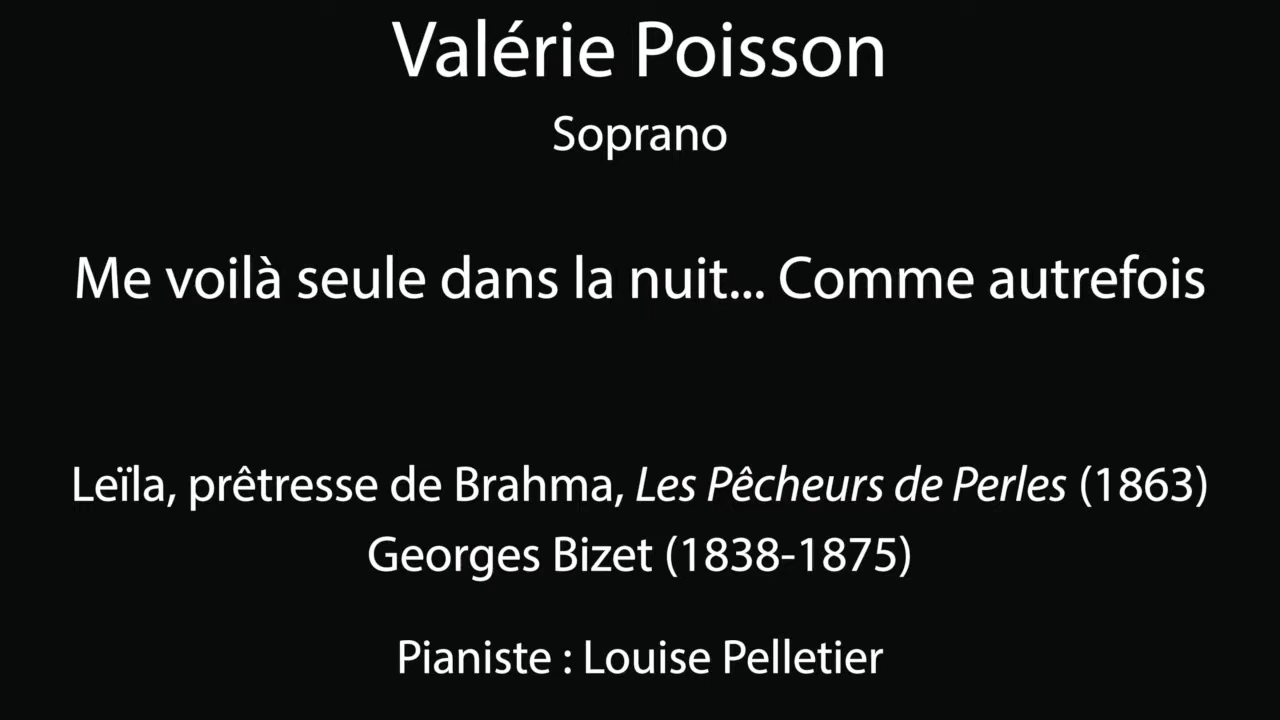 Valérie Poisson
Soprano
Me voilà seule dans la nuit... Comme autrefois
Leïla, prêtresse de Brahma, Les Pêcheurs de Perles (1863)
Georges Bizet (1838-1875)
Pianiste : Louise Pelletier